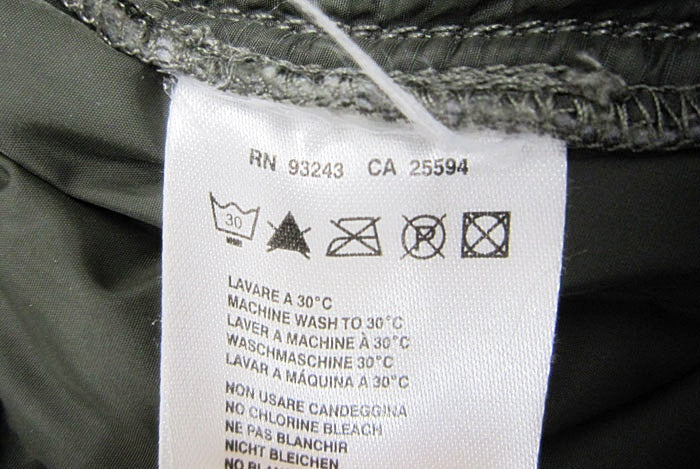 RN 93243 CA 25594
30 P
LAVARE A 30°C
MACHINE WASH TO 30°C
LAVER A MACHINE À 30°C
WASCHMASCHINE 30°C
LAVAR A MÁQUINA A 30°C
NON USARE CANDEGGINA
NO CHLORINE BLEACH
NE PAS BLANCHIR
NICHT BLEICHEN
NO